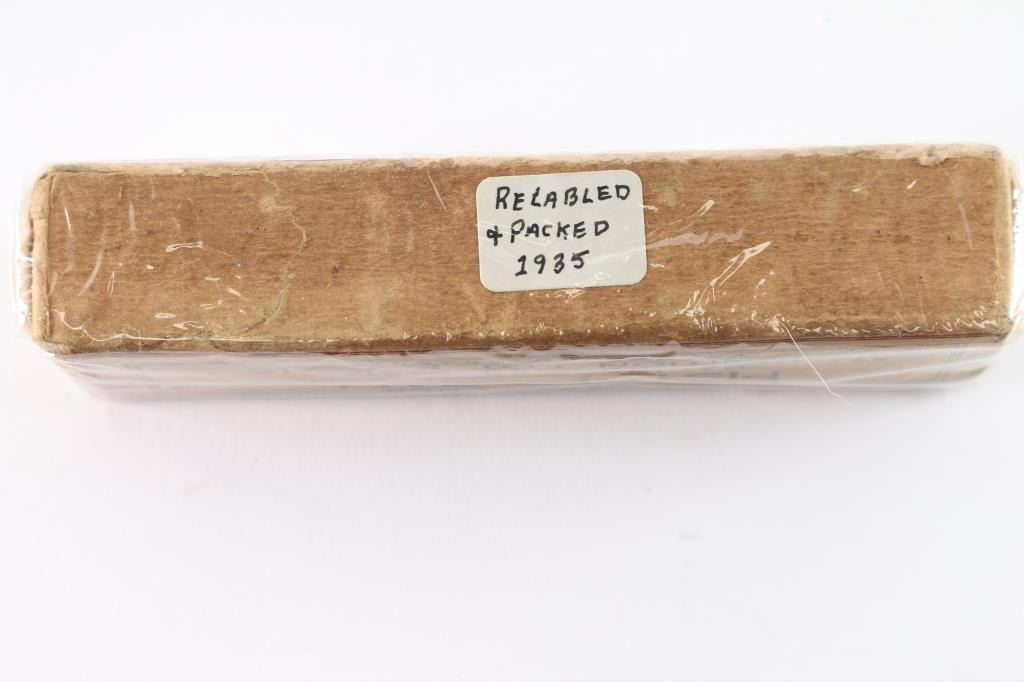 RELABLED
& PACKED
1935